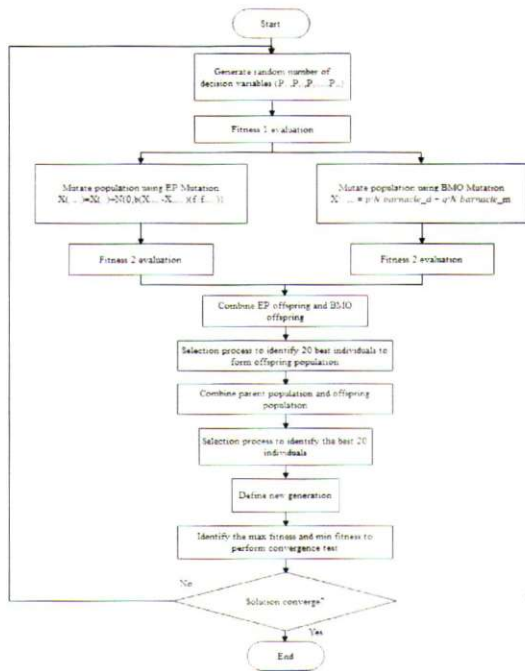 Start
Generate random number of
decision variables
Fitness 1 evaluation
Mutate population using EP Mutation
Mutate population using BMO Mutation
Fitness 2 evaluation
Fitness 2 evaluation
Combine EP offspring and BMO
offspring
Selection process to identify 20 best individuals to
form offspring population
Combine parent population and offspring
population
Selection process to identify the best 20
individuals
Define new generation
Identify the max fitness and min fitness to
perform convergence test
No
Solution converge?
Yes
End